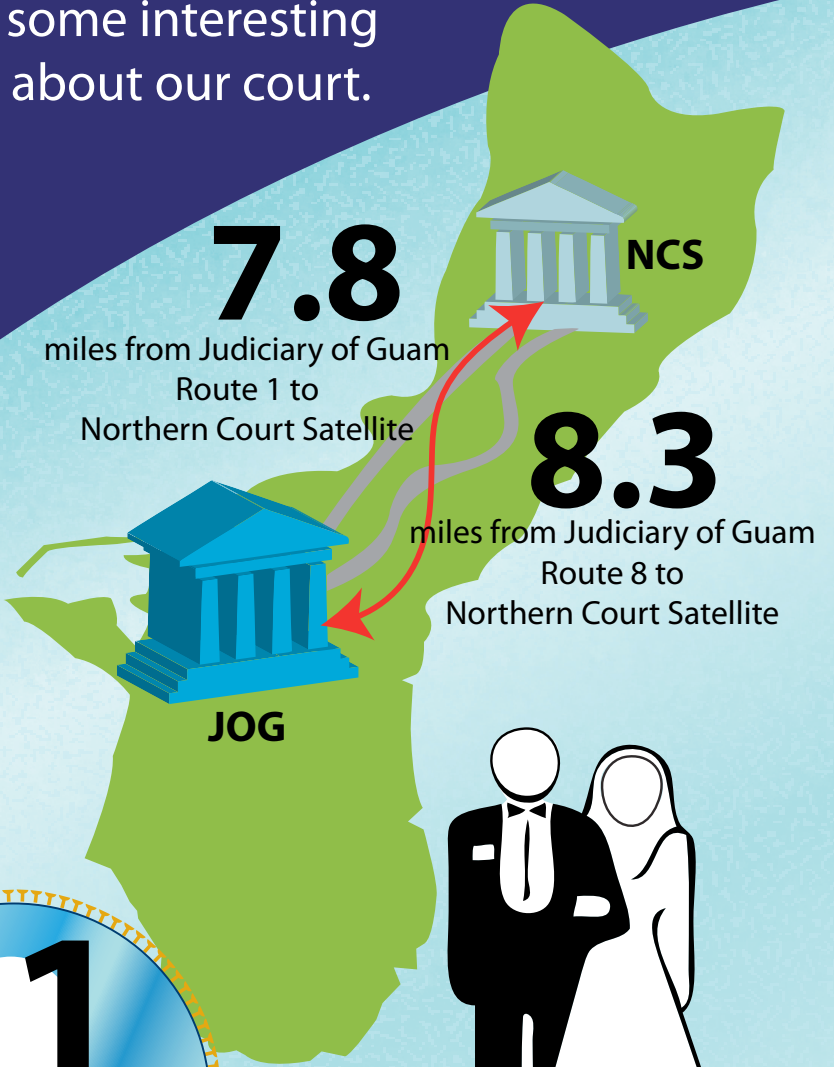 some interesting
about our court.
7.8
miles from Judiciary of Guam
Route 1 to
Northern Court Satellite
NCS
8.3
miles from Judiciary of Guam
Route 8 to
Northern Court Satellite
JOG
1